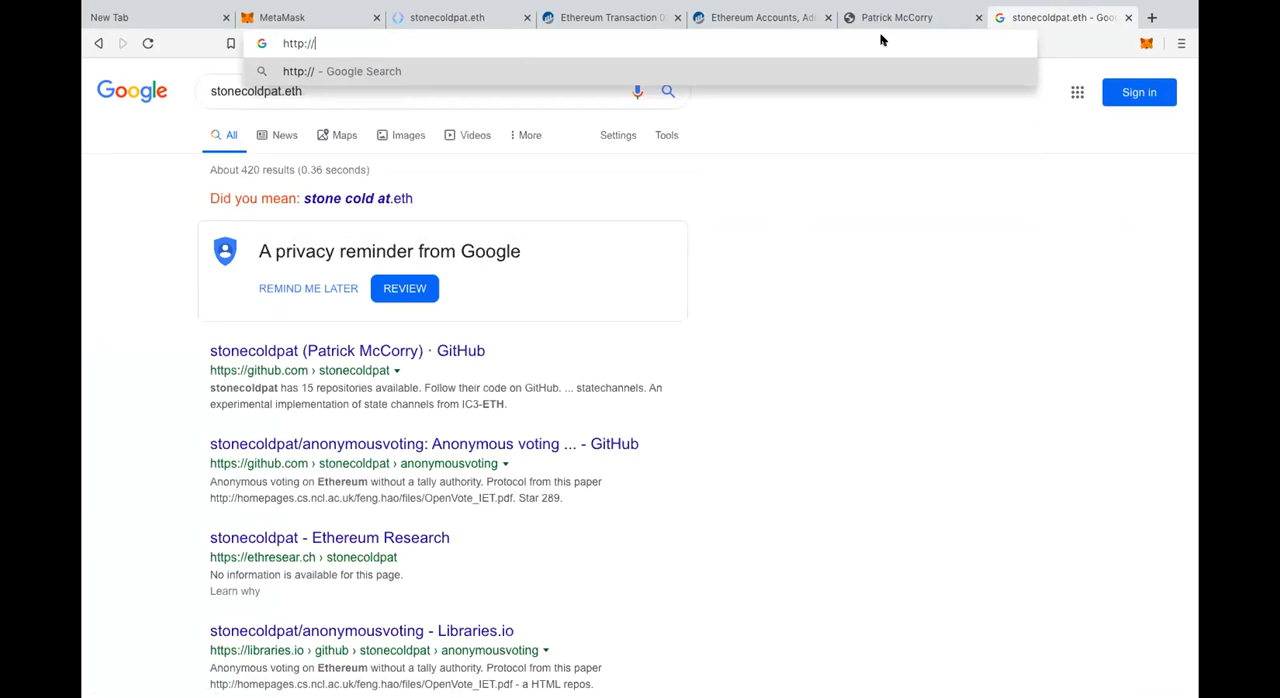 New Tab
MetaMask
stonecoldpat.eth
Ethereum Transaction D
Ethereum Accounts, Ad
Patrick McCorry
stonecoldpat.eth - Goo
http://
http:// - Google Search
Google
stonecoldpat.eth
Sign in
All
News
Maps
Images
Videos
More
Settings
Tools
About 420 results (0.36 seconds)
Did you mean: stone cold at.eth
A privacy reminder from Google
REMIND ME LATER
REVIEW
stonecoldpat (Patrick McCorry) · GitHub
https://github.com › stonecoldpat
stonecoldpat has 15 repositories available. Follow their code on GitHub. ... statechannels. An
experimental implementation of state channels from IC3-ETH.
stonecoldpat/anonymousvoting: Anonymous voting ... - GitHub
https://github.com › stonecoldpat › anonymousvoting
Anonymous voting on Ethereum without a tally authority. Protocol from this paper
http://homepages.cs.ncl.ac.uk/feng.hao/files/OpenVote_IET.pdf. Star 289.
stonecoldpat - Ethereum Research
https://ethresear.ch › stonecoldpat
No information is available for this page.
Learn why
stonecoldpat/anonymousvoting - Libraries.io
https://libraries.io › github › stonecoldpat › anonymousvoting
Anonymous voting on Ethereum without a tally authority. Protocol from this paper
http://homepages.cs.ncl.ac.uk/feng.hao/files/OpenVote_IET.pdf - a HTML repos.